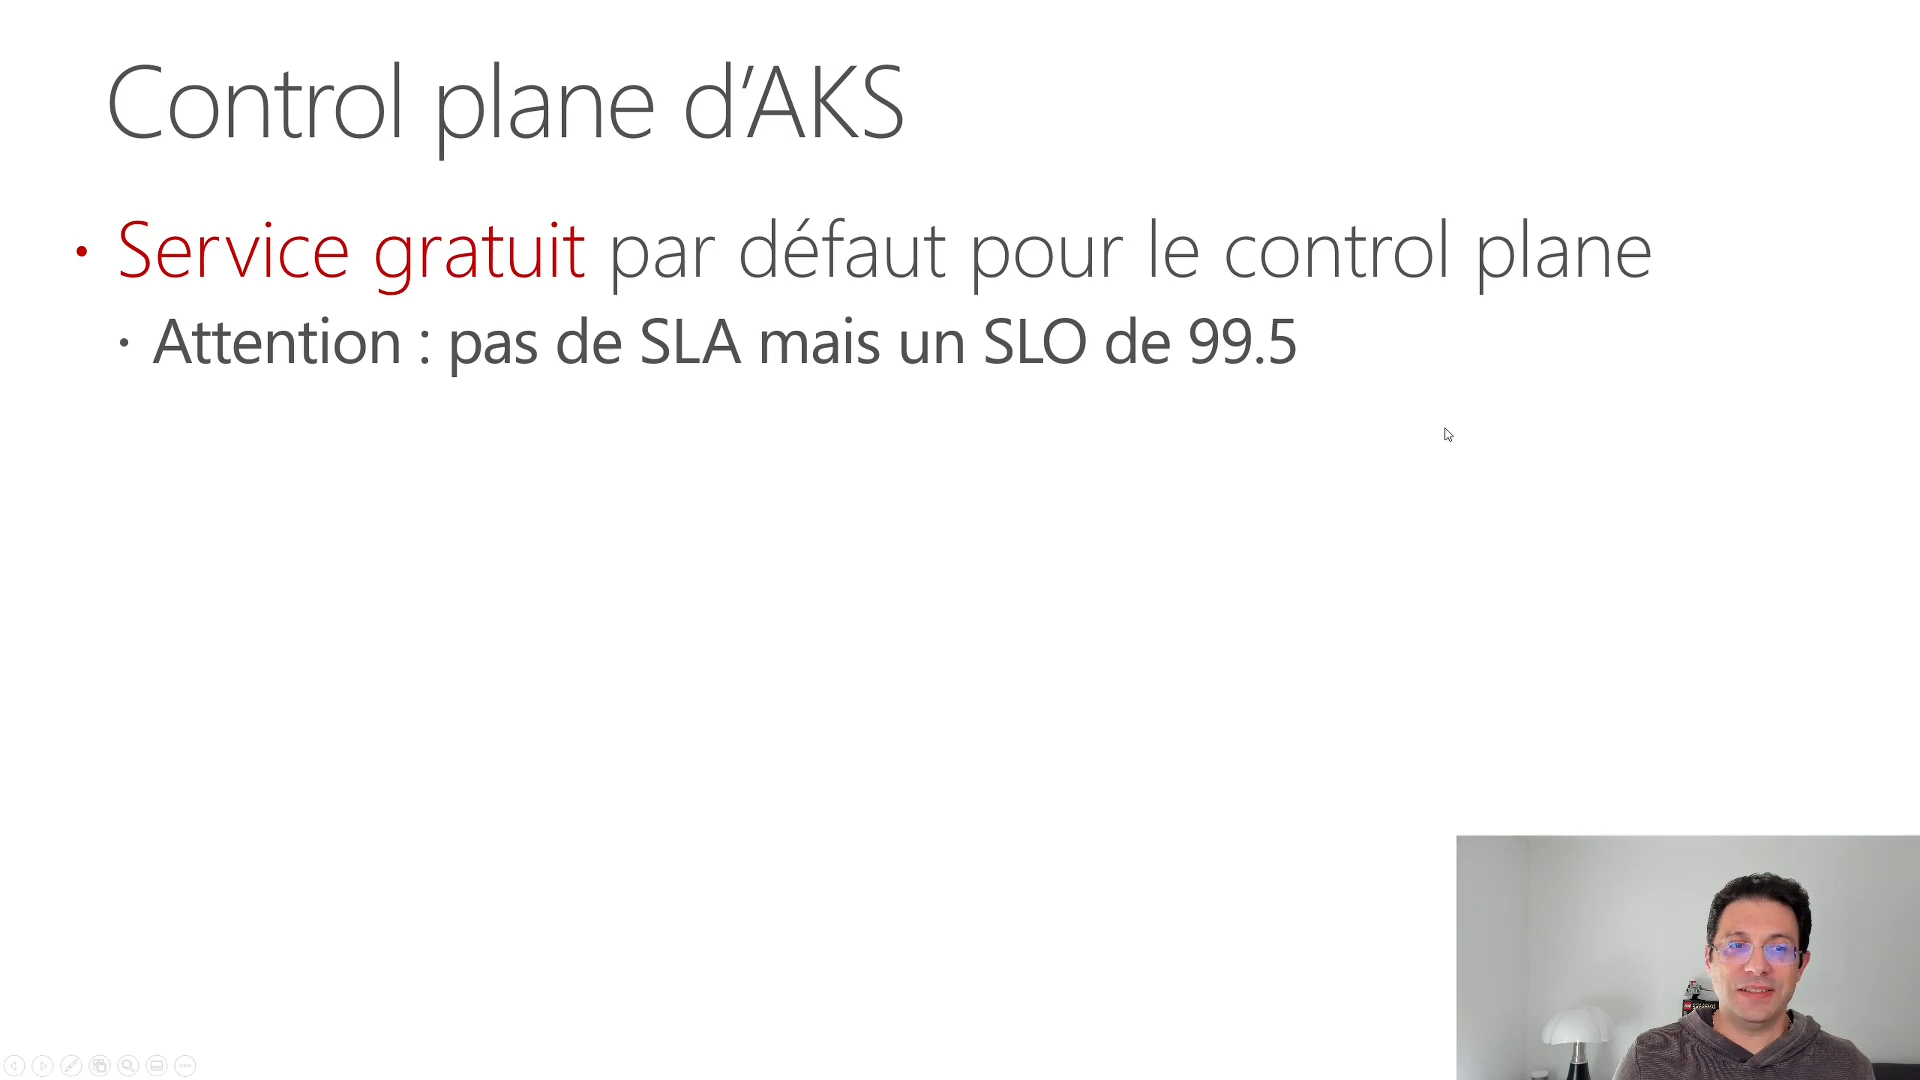 Control plane d’AKS
• Service gratuit par défaut pour le control plane
• Attention : pas de SLA mais un SLO de 99.5